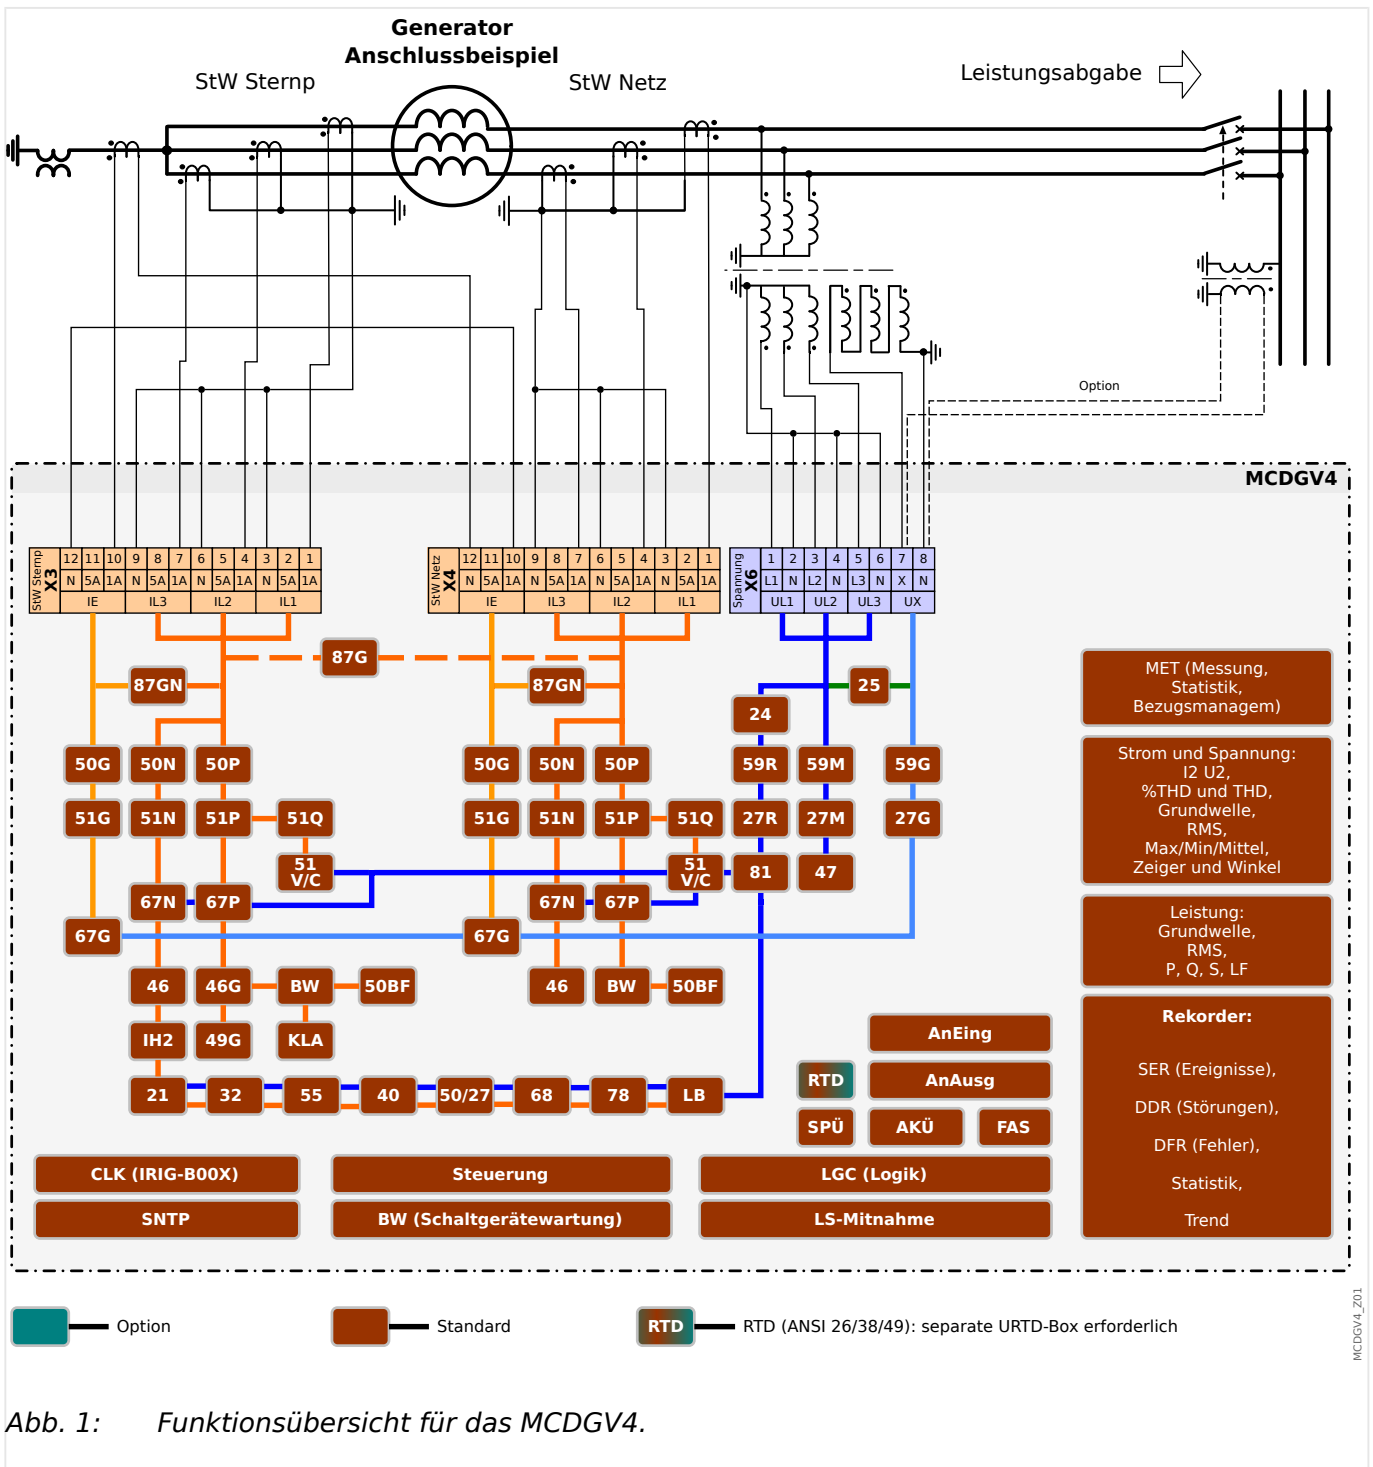 Generator
Anschlussbeispiel
StW Sternp
StW Netz
Leistungsabgabe
Option
MCDGV4
StW Sternp
X3
12 11 10 9 8 7 6 5 4 3 2 1
N 5A 1A N 5A 1A N 5A 1A N 5A 1A
IE IL3 IL2 IL1
StW Netz
X4
12 11 10 9 8 7 6 5 4 3 2 1
N 5A 1A N 5A 1A N 5A 1A N 5A 1A
IE IL3 IL2 IL1
Spannung
X6
1 2 3 4 5 6 7 8
L1 N L2 N L3 N X N
UL1 UL2 UL3 UX
87G
87GN 87GN 25
24
50G 50N 50P 50G 50N 50P 59R 59M 59G
51G 51N 51P 51Q 51G 51N 51P 51Q 27R 27M 27G
51
V/C
51
V/C
81 47
67N 67P 67N 67P
67G 67G
46 46G BW 50BF 46 BW 50BF
IH2 49G KLA
21 32 55 40 50/27 68 78 LB
AnEing
RTD AnAusg
SPÜ AKÜ FAS
CLK (IRIG-B00X) Steuerung LGC (Logik)
SNTP BW (Schaltgerätewartung) LS-Mitnahme
MET (Messung,
Statistik,
Bezugsmanagem)
Strom und Spannung:
I2 U2,
%THD und THD,
Grundwelle,
RMS,
Max/Min/Mittel,
Zeiger und Winkel
Leistung:
Grundwelle,
RMS,
P, Q, S, LF
Rekorder:
SER (Ereignisse),
DDR (Störungen),
DFR (Fehler),
Statistik,
Trend
Option
Standard
RTD
RTD (ANSI 26/38/49): separate URTD-Box erforderlich
MCDGV4_Z01
Abb. 1: Funktionsübersicht für das MCDGV4.